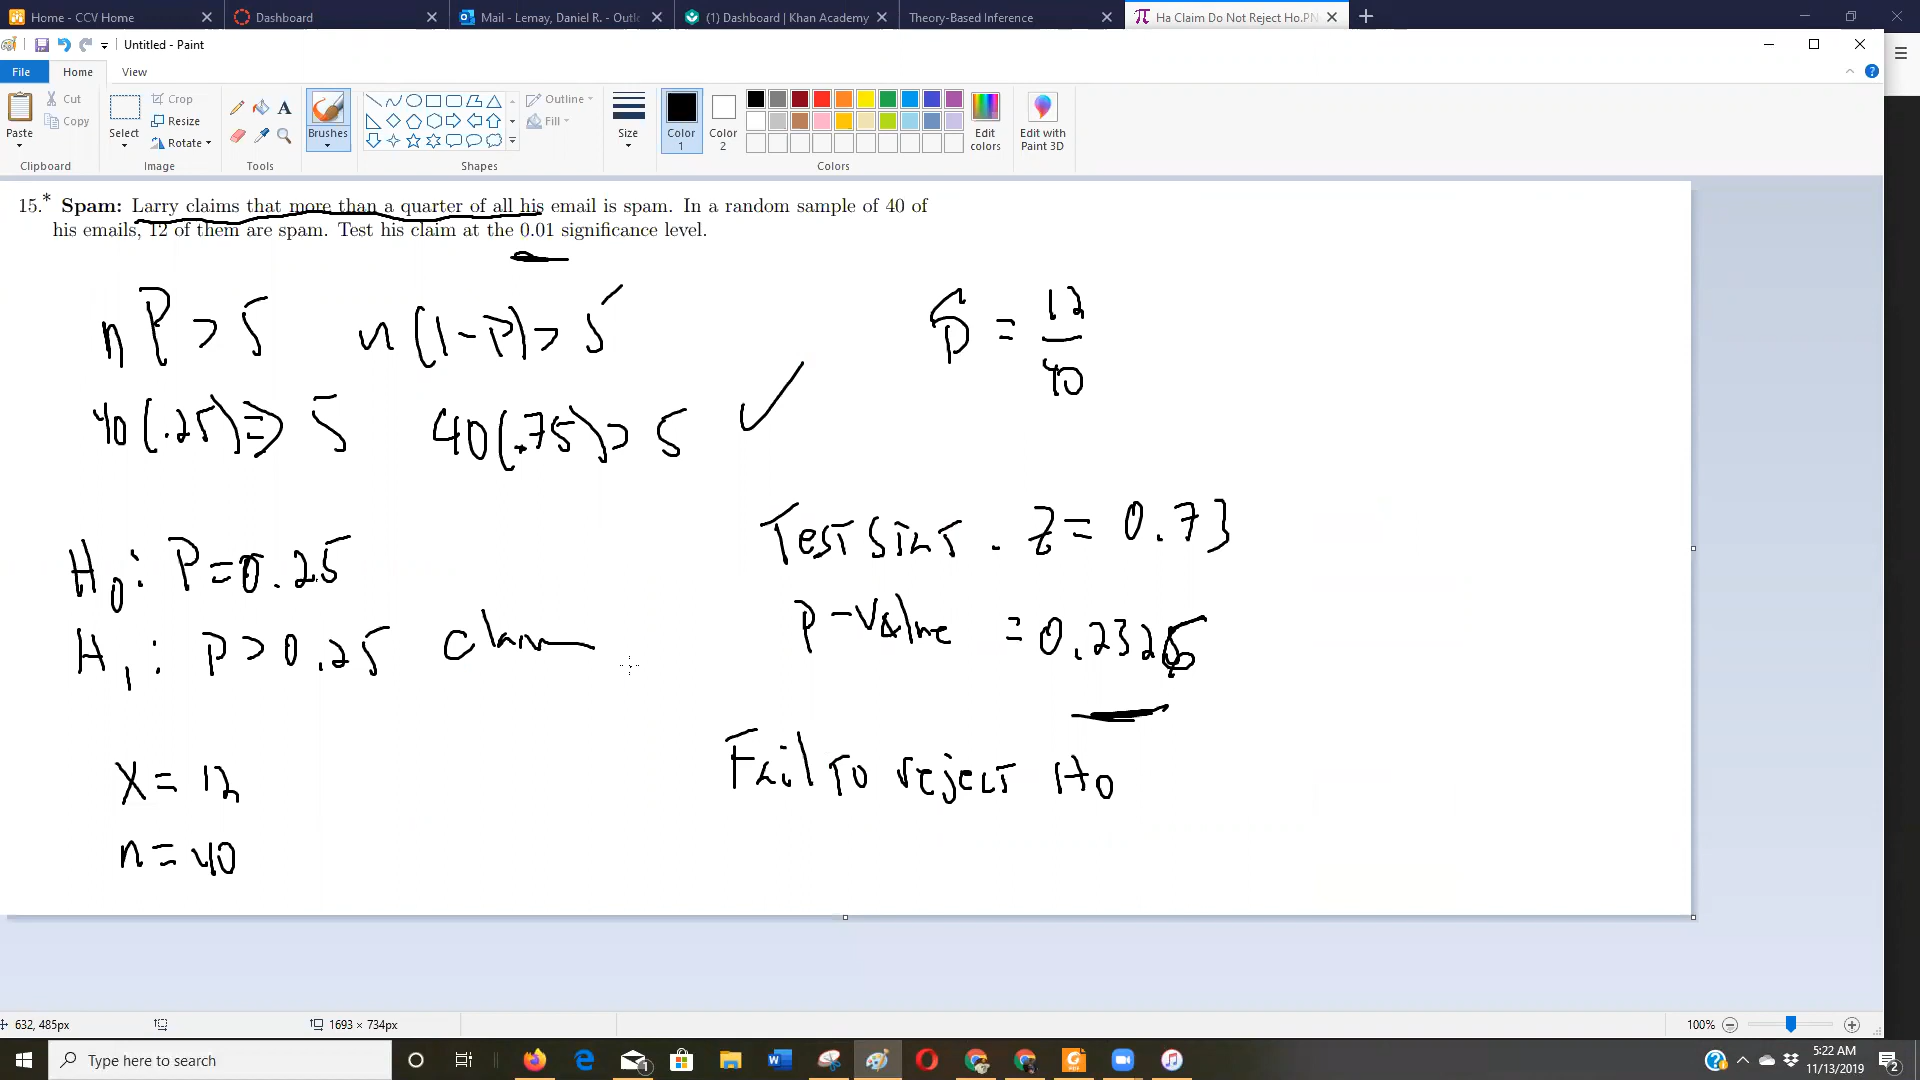 Home - CCV Home
Dashboard
Mail - Lemay, Daniel R. - Outlo
(1) Dashboard | Khan Academy
Theory-Based Inference
Ha Claim Do Not Reject Ho.PN
Untitled - Paint
File Home View
Paste
Cut
Copy
Clipboard
Select
Crop
Resize
Rotate
Image
Tools
Brushes
Outline
Fill
Shapes
Size
Color 1
Color 2
Edit colors
Edit with Paint 3D
Colors
15.* Spam: Larry claims that more than a quarter of all his email is spam. In a random sample of 40 of
his emails, 12 of them are spam. Test his claim at the 0.01 significance level.
nP > 5 n(1-P) > 5
p̂ = 12/40
40(.25) => 5 40(.75) > 5 ✓
Test Stat. Z = 0.73
H0: P = 0.25
P-Value = 0.2326
H1: P > 0.25 claim
Fail To reject H0
X = 12
n = 40
632, 485px
1693 × 734px
100%
Type here to search
5:22 AM
11/13/2019